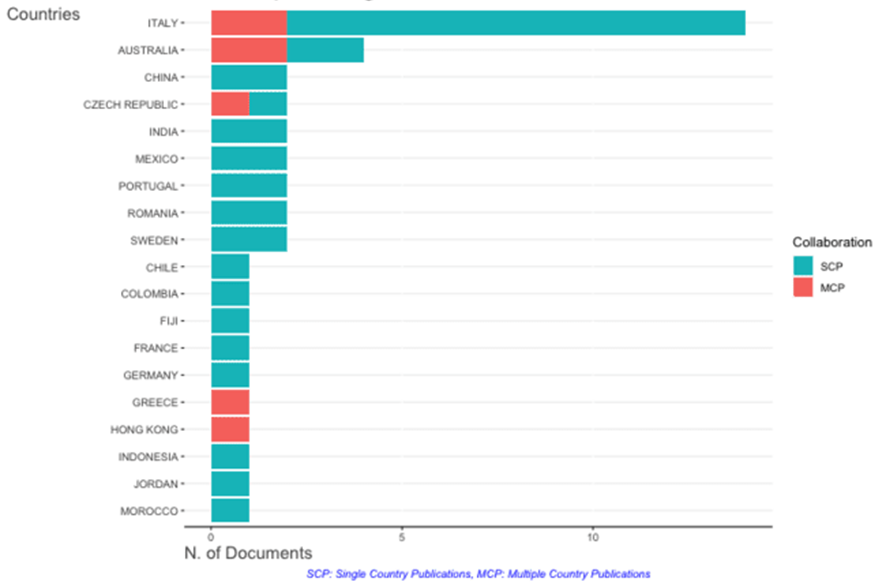 Countries
ITALY
AUSTRALIA
CHINA
CZECH REPUBLIC
INDIA
MEXICO
PORTUGAL
ROMANIA
SWEDEN
CHILE
COLOMBIA
FIJI
FRANCE
GERMANY
GREECE
HONG KONG
INDONESIA
JORDAN
MOROCCO
0 5 10
N. of Documents
Collaboration
SCP
MCP
SCP: Single Country Publications, MCP: Multiple Country Publications